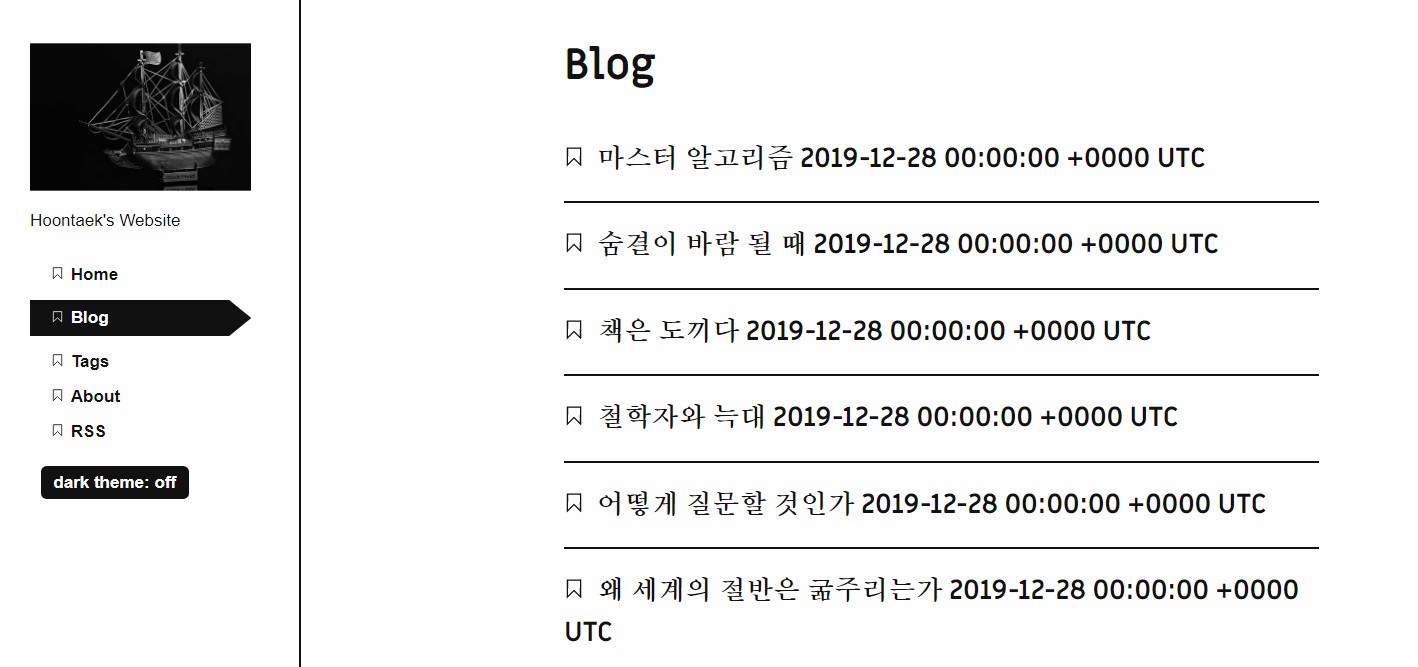 Hoontaek's Website
Home
Blog
Tags
About
RSS
dark theme: off
Blog
마스터 알고리즘 2019-12-28 00:00:00 +0000 UTC
숨결이 바람 될 때 2019-12-28 00:00:00 +0000 UTC
책은 도끼다 2019-12-28 00:00:00 +0000 UTC
철학자와 늑대 2019-12-28 00:00:00 +0000 UTC
어떻게 질문할 것인가 2019-12-28 00:00:00 +0000 UTC
왜 세계의 절반은 굶주리는가 2019-12-28 00:00:00 +0000
UTC